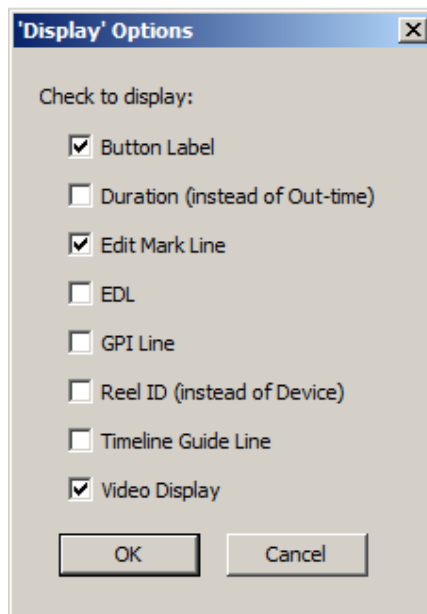 'Display' Options
Check to display:
Button Label
Duration (instead of Out-time)
Edit Mark Line
EDL
GPI Line
Reel ID (instead of Device)
Timeline Guide Line
Video Display
OK Cancel